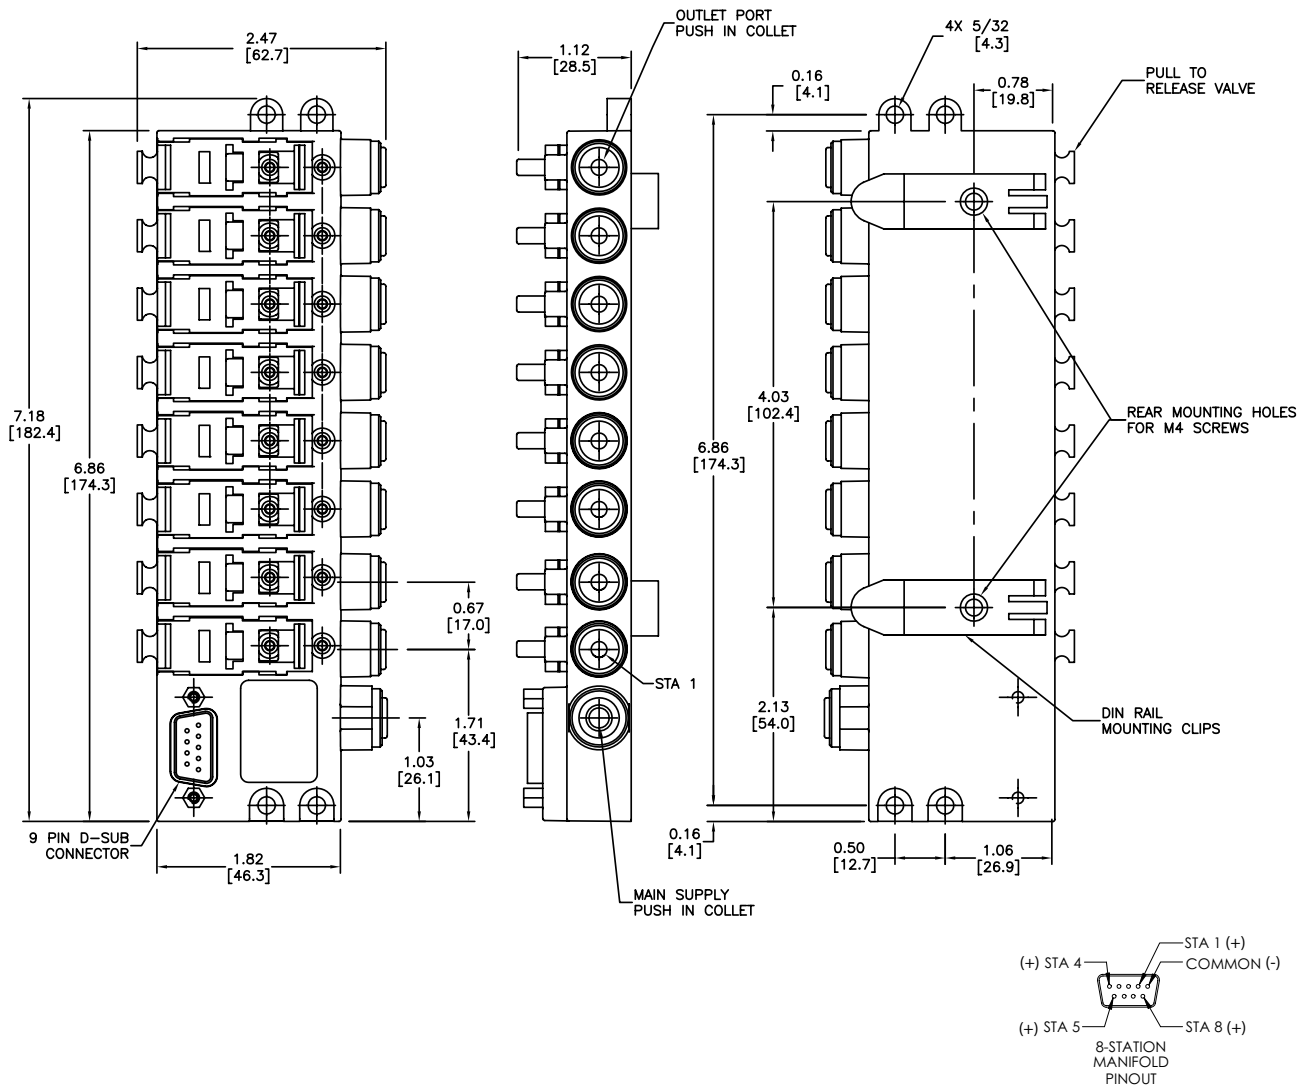 OUTLET PORT
PUSH IN COLLET
4X 5/32
[4.3]
2.47
[62.7]
1.12
[28.5]
0.16
[4.1]
0.78
[19.8]
PULL TO
RELEASE VALVE
7.18
[182.4]
6.86
[174.3]
4.03
[102.4]
6.86
[174.3]
REAR MOUNTING HOLES
FOR M4 SCREWS
0.67
[17.0]
STA 1
1.71
[43.4]
1.03
[26.1]
2.13
[54.0]
DIN RAIL
MOUNTING CLIPS
9 PIN D-SUB
CONNECTOR
1.82
[46.3]
0.16
[4.1]
0.50
[12.7]
1.06
[26.9]
MAIN SUPPLY
PUSH IN COLLET
STA 1 (+)
(+) STA 4
COMMON (-)
(+) STA 5
STA 8 (+)
8-STATION
MANIFOLD
PINOUT